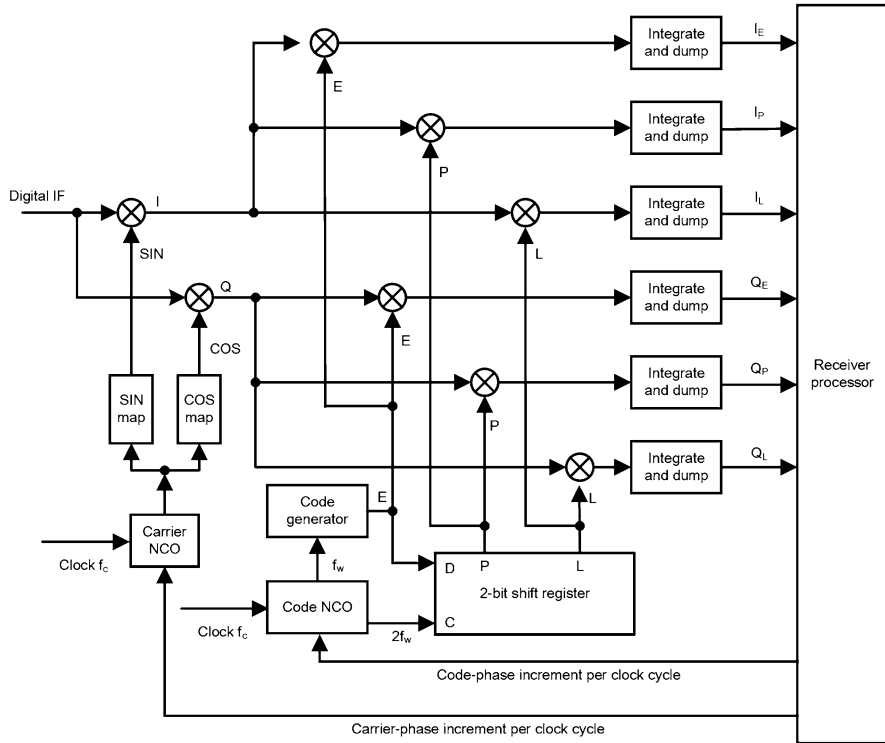 Integrate
and dump
I_E
E
Integrate
and dump
I_P
P
Digital IF
I
Integrate
and dump
I_L
SIN
L
Q
Integrate
and dump
Q_E
COS
E
Receiver
processor
SIN
map
COS
map
Integrate
and dump
Q_P
P
Integrate
and dump
Q_L
L
Code
generator
E
Carrier
NCO
Clock f_c
f_w
D
P
L
2-bit shift register
Code NCO
C
Clock f_c
2f_w
Code-phase increment per clock cycle
Carrier-phase increment per clock cycle